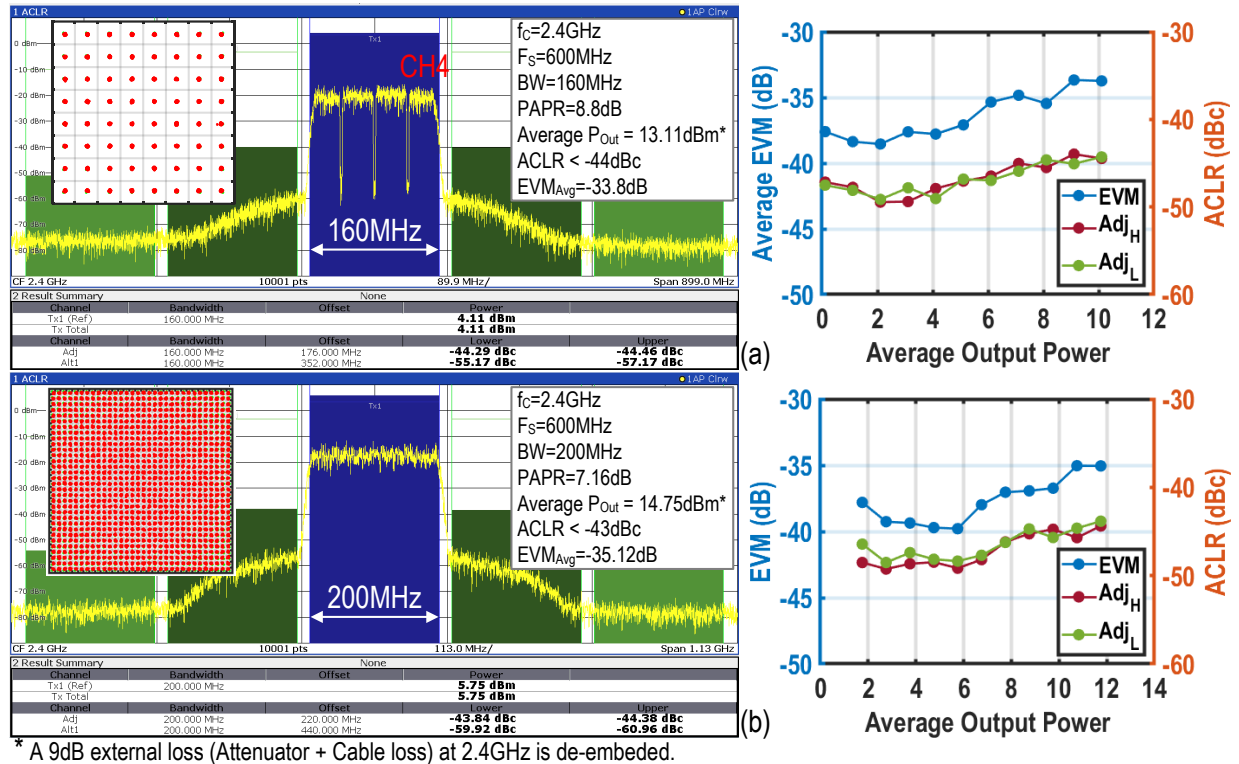 1 ACLR
1AP Clrw
0 dBm
-10 dBm
-20 dBm
-30 dBm
-40 dBm
-50 dBm
-60 dBm
-70 dBm
-80 dBm
Tx1
CH4
160MHz
fC=2.4GHz
FS=600MHz
BW=160MHz
PAPR=8.8dB
Average POut = 13.11dBm*
ACLR < -44dBc
EVMAvg=-33.8dB
CF 2.4 GHz 10001 pts 89.9 MHz/ Span 899.0 MHz
2 Result Summary None
Channel Bandwidth Offset Power
Tx1 (Ref) 160.000 MHz 4.11 dBm
Tx Total 4.11 dBm
Channel Bandwidth Offset Lower Upper
Adj 160.000 MHz 176.000 MHz -44.29 dBc -44.46 dBc
Alt1 160.000 MHz 352.000 MHz -55.17 dBc -57.17 dBc
(a)
-30
-35
-40
-45
-50
Average EVM (dB)
-30
-40
-50
-60
ACLR (dBc)
EVM
AdjH
AdjL
0 2 4 6 8 10 12
Average Output Power
1 ACLR
1AP Clrw
0 dBm
-10 dBm
-20 dBm
-30 dBm
-40 dBm
-50 dBm
-60 dBm
-70 dBm
-80 dBm
Tx1
200MHz
fC=2.4GHz
FS=600MHz
BW=200MHz
PAPR=7.16dB
Average POut = 14.75dBm*
ACLR < -43dBc
EVMAvg=-35.12dB
CF 2.4 GHz 10001 pts 113.0 MHz/ Span 1.13 GHz
2 Result Summary None
Channel Bandwidth Offset Power
Tx1 (Ref) 200.000 MHz 5.75 dBm
Tx Total 5.75 dBm
Channel Bandwidth Offset Lower Upper
Adj 200.000 MHz 220.000 MHz -43.84 dBc -44.38 dBc
Alt1 200.000 MHz 440.000 MHz -59.92 dBc -60.96 dBc
(b)
-30
-35
-40
-45
-50
EVM (dB)
-30
-40
-50
-60
ACLR (dBc)
EVM
AdjH
AdjL
0 2 4 6 8 10 12 14
Average Output Power
* A 9dB external loss (Attenuator + Cable loss) at 2.4GHz is de-embeded.